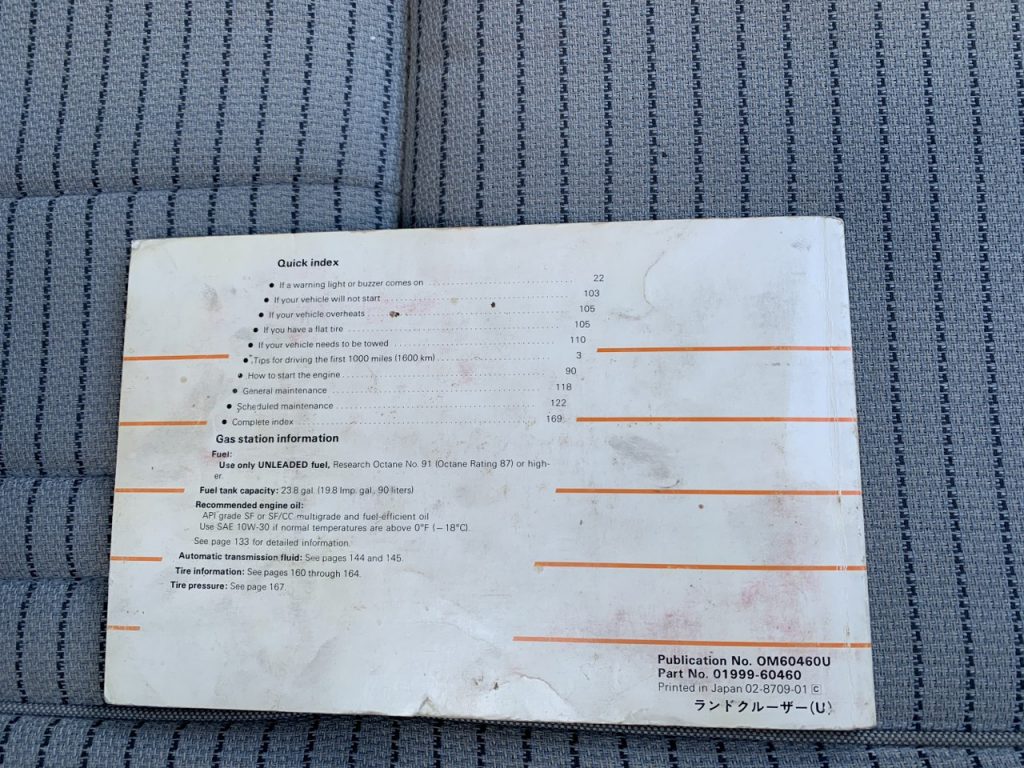 Quick index
● If a warning light or buzzer comes on 22
● If your vehicle will not start 103
● If your vehicle overheats 105
● If you have a flat tire 105
● If your vehicle needs to be towed 110
● Tips for driving the first 1000 miles (1600 km) 3
● How to start the engine 90
● General maintenance 118
● Scheduled maintenance 122
● Complete index 169
Gas station information
Fuel:
Use only UNLEADED fuel, Research Octane No. 91 (Octane Rating 87) or high-
er.
Fuel tank capacity: 23.8 gal. (19.8 Imp. gal., 90 liters)
Recommended engine oil:
API grade SF or SF/CC multigrade and fuel-efficient oil
Use SAE 10W-30 if normal temperatures are above 0°F (−18°C).
See page 133 for detailed information.
Automatic transmission fluid: See pages 144 and 145.
Tire information: See pages 160 through 164.
Tire pressure: See page 167.
Publication No. OM60460U
Part No. 01999-60460
Printed in Japan 02-8709-01 C
ランドクルーザー(U)